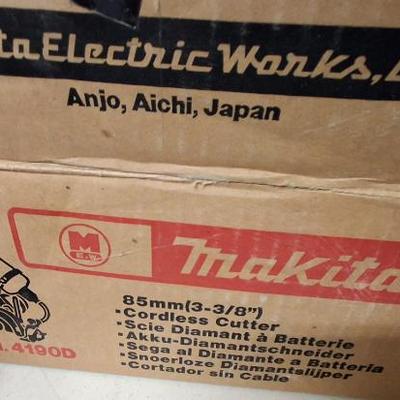 ta Electric Works, L
Anjo, Aichi, Japan
M
E.W.
makita
85mm(3-3/8")
·Cordless Cutter
·Scie Diamant à Batterie
·Akku-Diamantschneider
·Sega al Diamante a Batteria
·Snoerloze Diamantslijper
·Cortador sin Cable
4190D